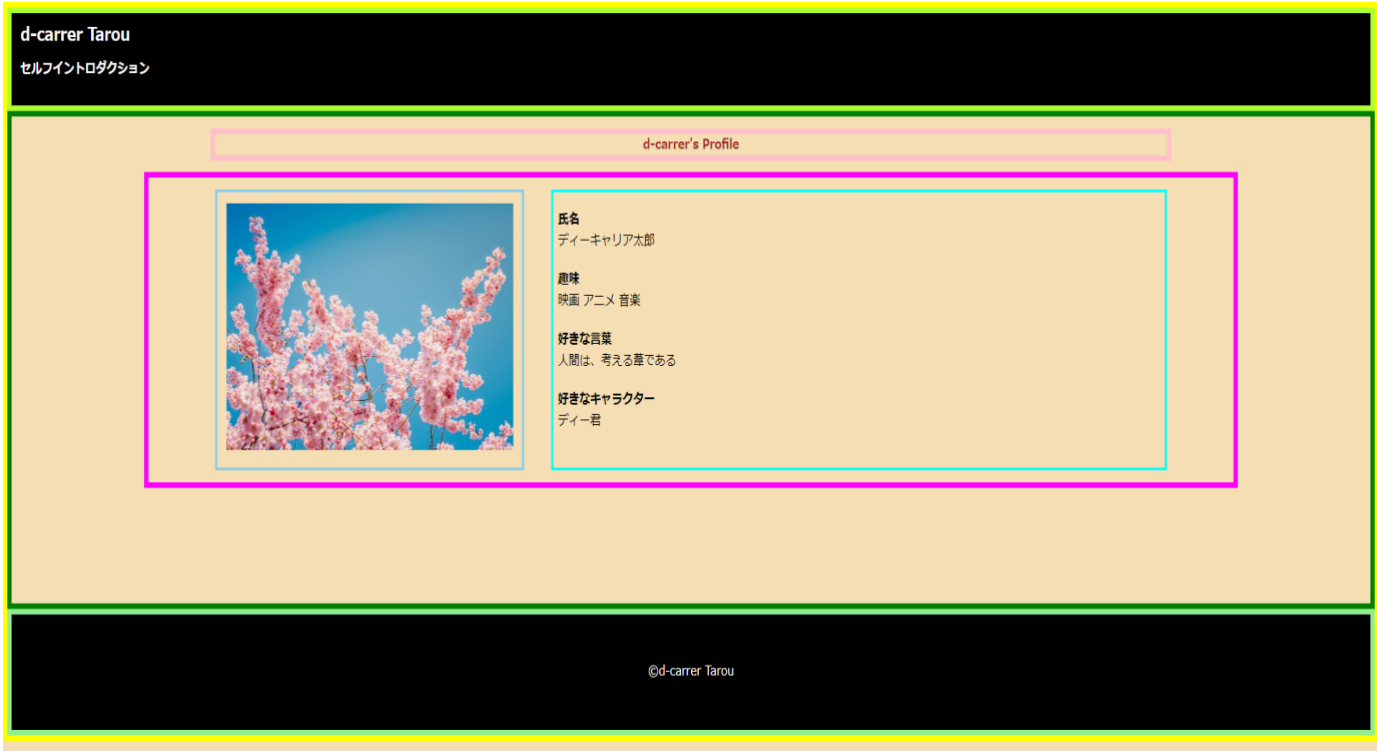 d-carrer Tarou
セルフイントロダクション
d-carrer's Profile
氏名
ディーキャリア太郎
趣味
映画 アニメ 音楽
好きな言葉
人間は、考える葦である
好きなキャラクター
ディー君
©d-carrer Tarou